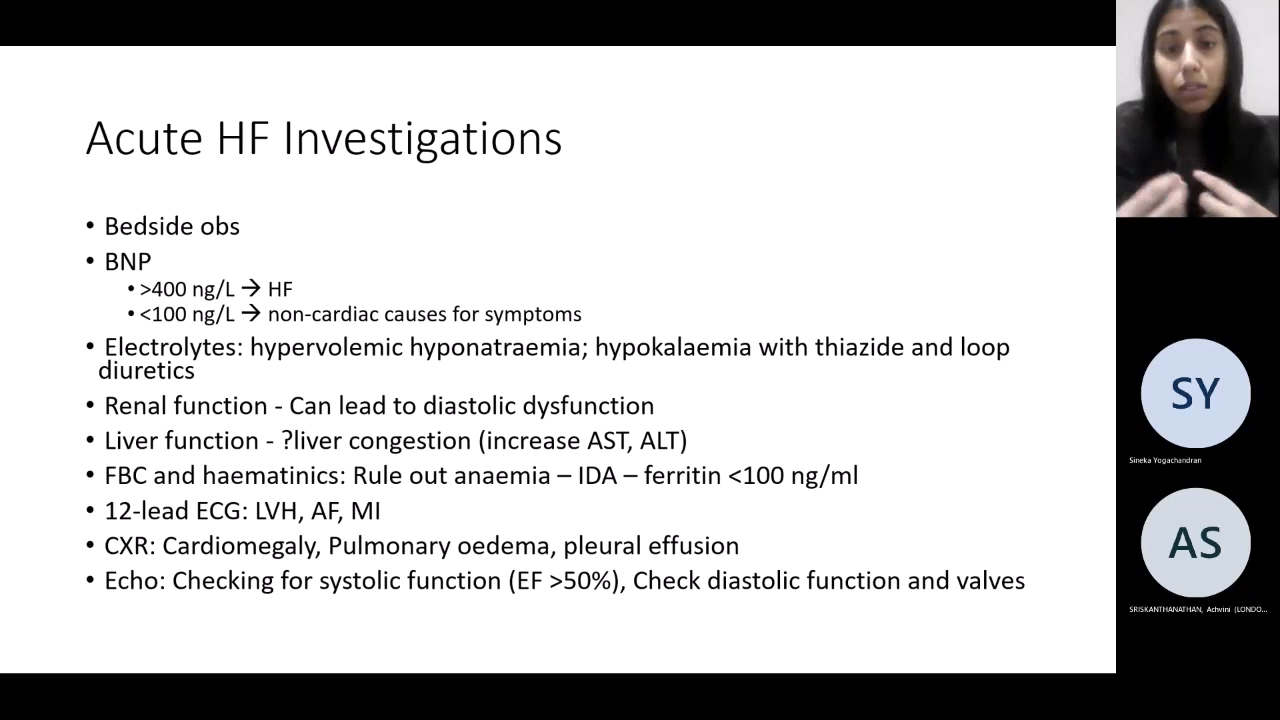 Acute HF Investigations
• Bedside obs
• BNP
• >400 ng/L → HF
• <100 ng/L → non-cardiac causes for symptoms
• Electrolytes: hypervolemic hyponatraemia; hypokalaemia with thiazide and loop
diuretics
• Renal function - Can lead to diastolic dysfunction
• Liver function - ?liver congestion (increase AST, ALT)
• FBC and haematinics: Rule out anaemia – IDA – ferritin <100 ng/ml
• 12-lead ECG: LVH, AF, MI
• CXR: Cardiomegaly, Pulmonary oedema, pleural effusion
• Echo: Checking for systolic function (EF >50%), Check diastolic function and valves
SY
Sineka Yogachandran
AS
SRISKANTHANATHAN, Achvini (LONDO...